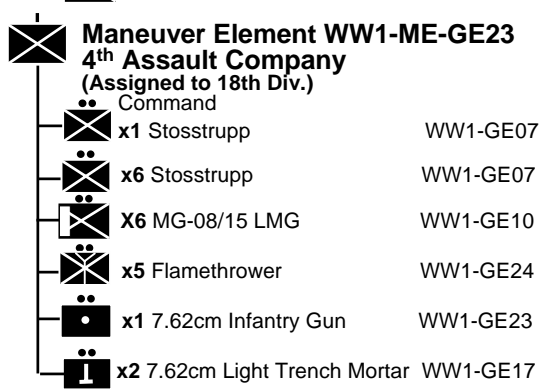 Maneuver Element WW1-ME-GE23
4th Assault Company
(Assigned to 18th Div.)
Command
x1 Stosstrupp WW1-GE07
x6 Stosstrupp WW1-GE07
X6 MG-08/15 LMG WW1-GE10
x5 Flamethrower WW1-GE24
x1 7.62cm Infantry Gun WW1-GE23
x2 7.62cm Light Trench Mortar WW1-GE17